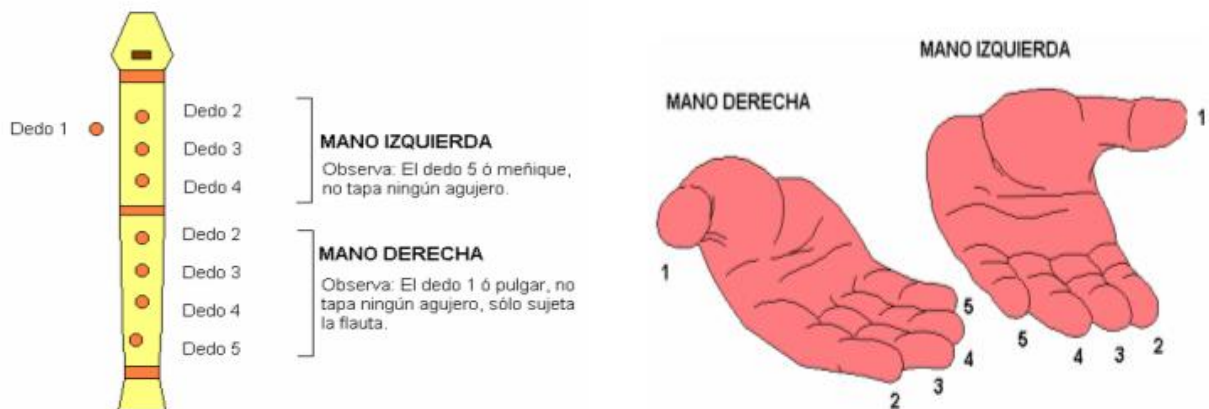 Dedo 1
Dedo 2
Dedo 3
Dedo 4
MANO IZQUIERDA
Observa: El dedo 5 ó meñique,
no tapa ningún agujero.
Dedo 2
Dedo 3
Dedo 4
Dedo 5
MANO DERECHA
Observa: El dedo 1 ó pulgar, no
tapa ningún agujero, sólo sujeta
la flauta.
MANO DERECHA
1
5
4
3
2
MANO IZQUIERDA
1
5
4
3
2